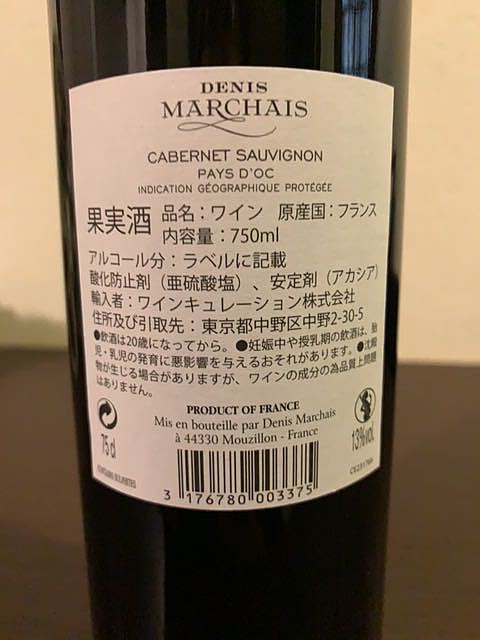 DENIS
MARCHAIS
CABERNET SAUVIGNON
PAYS D'OC
INDICATION GÉOGRAPHIQUE PROTÉGÉE
果実酒 品名：ワイン 原産国：フランス
内容量：750ml
アルコール分：ラベルに記載
酸化防止剤（亜硫酸塩）、安定剤（アカシア）
輸入者：ワインキュレーション株式会社
住所及び引取先：東京都中野区中野2-30-5
●飲酒は20歳になってから。●妊娠中や授乳期の飲酒は、胎
児・乳児の発育に悪影響を与えるおそれがあります。●沈殿
物が生じる場合がありますが、ワインの成分の為品質上問題
はありません。
PRODUCT OF FRANCE
Mis en bouteille par Denis Marchais
à 44330 Mouzillon - France
75 cl
13%vol.
CONTAINS SULFITES
3 176780 003375